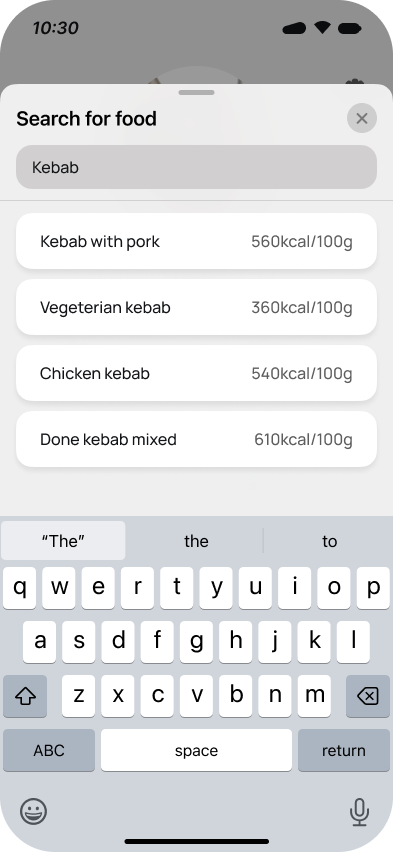 10:30
Search for food
Kebab
Kebab with pork 560kcal/100g
Vegeterian kebab 360kcal/100g
Chicken kebab 540kcal/100g
Done kebab mixed 610kcal/100g
“The” the to
q w e r t y u i o p
a s d f g h j k l
z x c v b n m
ABC space return